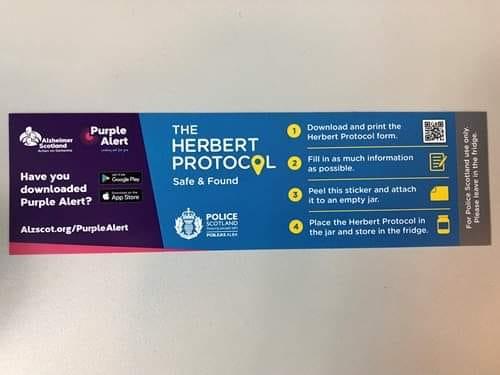 Alzheimer
Scotland
Purple
Alert
Have you
downloaded
Purple Alert?
GET IT ON
Google Play
Download on the
App Store
Alzscot.org/PurpleAlert
THE
HERBERT
PROTOCOL
Safe & Found
POLICE
SCOTLAND
Keeping people safe
POILEAS ALBA
1 Download and print the
Herbert Protocol form.
2 Fill in as much information
as possible.
3 Peel this sticker and attach
it to an empty jar.
4 Place the Herbert Protocol in
the jar and store in the fridge.
For Police Scotland use only.
Please leave in the fridge.